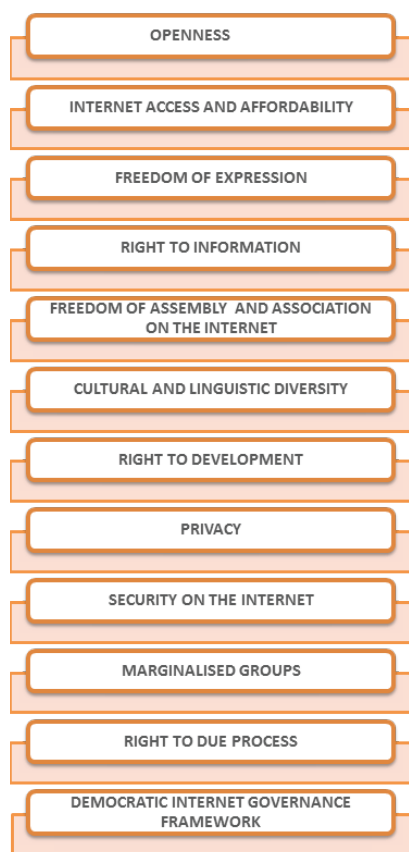 OPENNESS
INTERNET ACCESS AND AFFORDABILITY
FREEDOM OF EXPRESSION
RIGHT TO INFORMATION
FREEDOM OF ASSEMBLY AND ASSOCIATION
ON THE INTERNET
CULTURAL AND LINGUISTIC DIVERSITY
RIGHT TO DEVELOPMENT
PRIVACY
SECURITY ON THE INTERNET
MARGINALISED GROUPS
RIGHT TO DUE PROCESS
DEMOCRATIC INTERNET GOVERNANCE
FRAMEWORK